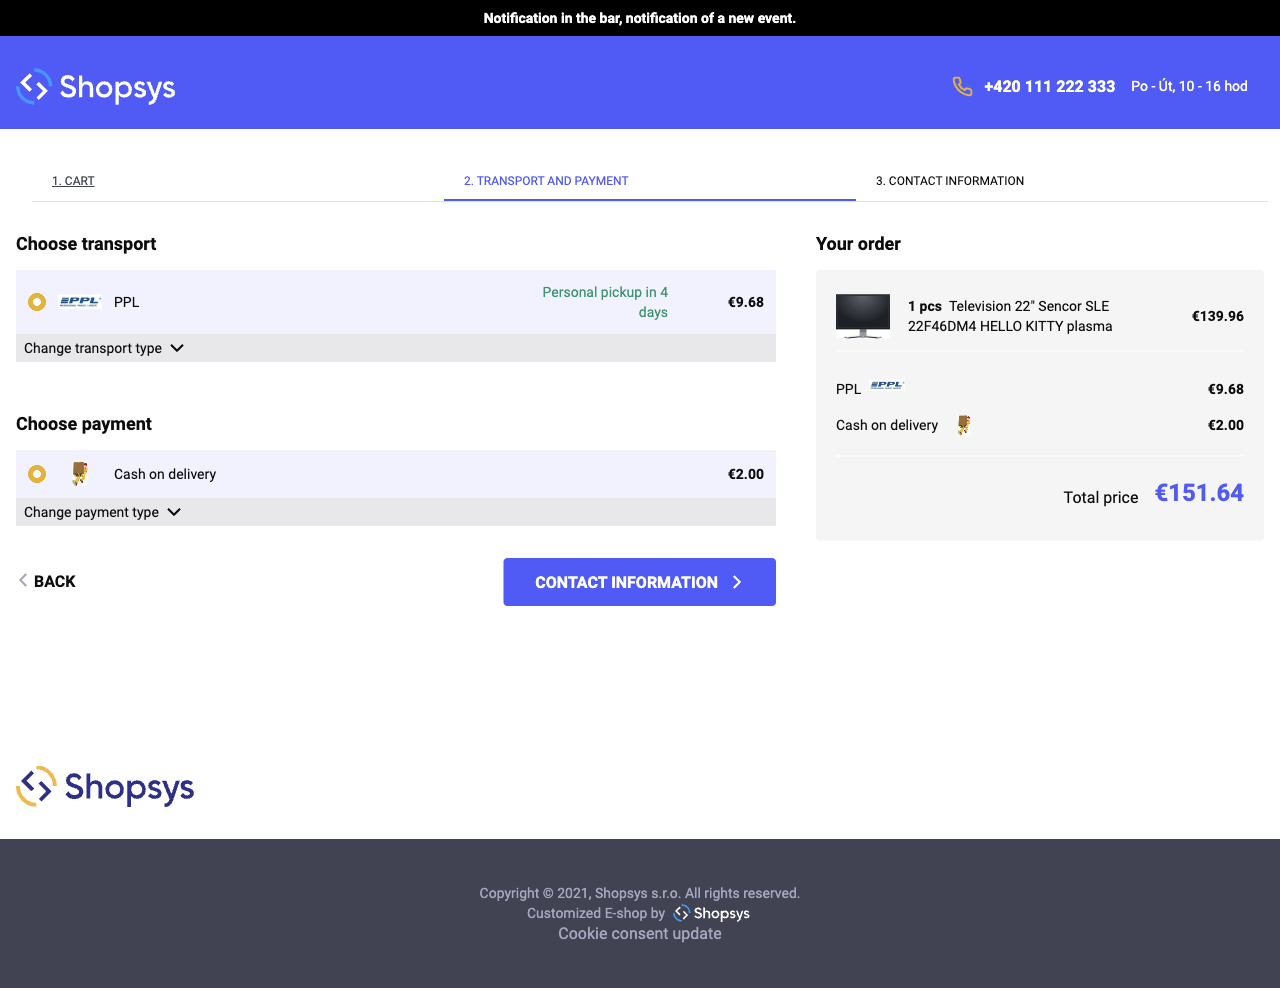 Notification in the bar, notification of a new event.
Shopsys
+420 111 222 333 Po - Út, 10 - 16 hod
1. CART
2. TRANSPORT AND PAYMENT
3. CONTACT INFORMATION
Choose transport
PPL PPL Personal pickup in 4
days €9.68
Change transport type
Choose payment
Cash on delivery €2.00
Change payment type
BACK
CONTACT INFORMATION
Your order
1 pcs Television 22" Sencor SLE
22F46DM4 HELLO KITTY plasma €139.96
PPL PPL €9.68
Cash on delivery €2.00
Total price €151.64
Shopsys
Copyright © 2021, Shopsys s.r.o. All rights reserved.
Customized E-shop by Shopsys
Cookie consent update